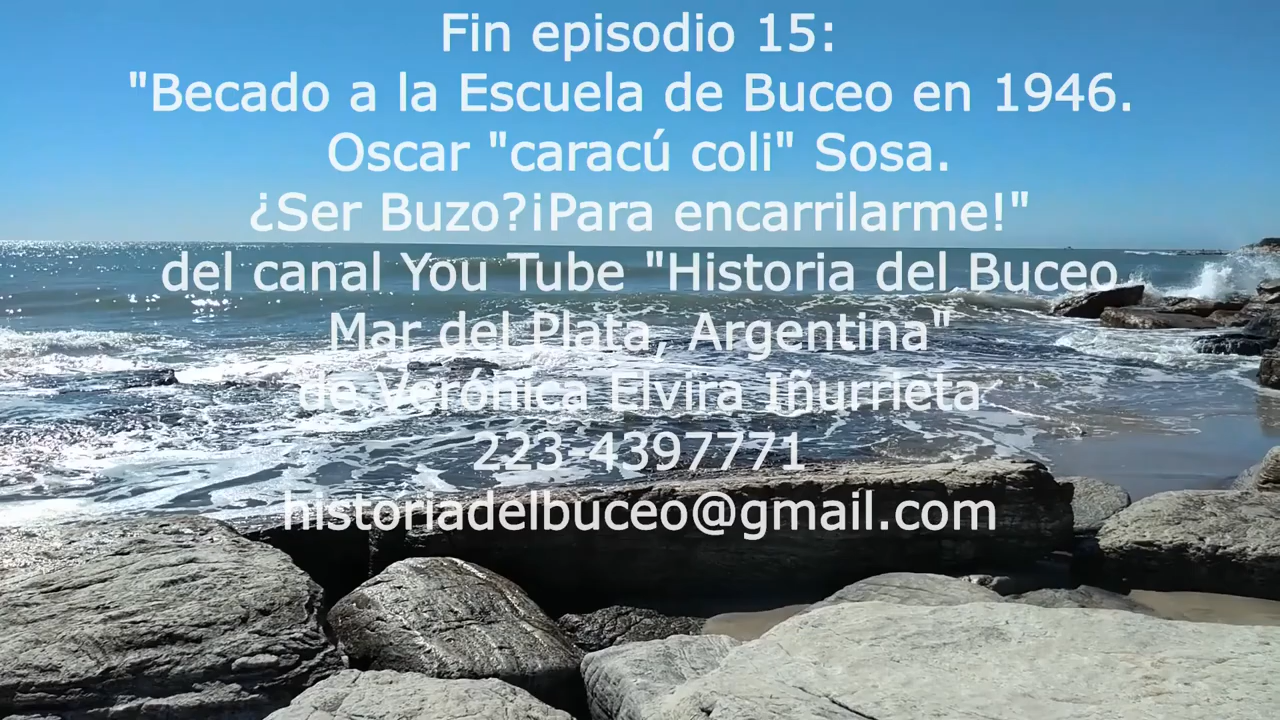 Fin episodio 15:
"Becado a la Escuela de Buceo en 1946.
Oscar "caracú coli" Sosa.
¿Ser Buzo?¡Para encarrilarme!"
del canal You Tube "Historia del Buceo
Mar del Plata, Argentina"
de Verónica Elvira Iñurrieta
223-4397771
historiadelbuceo@gmail.com